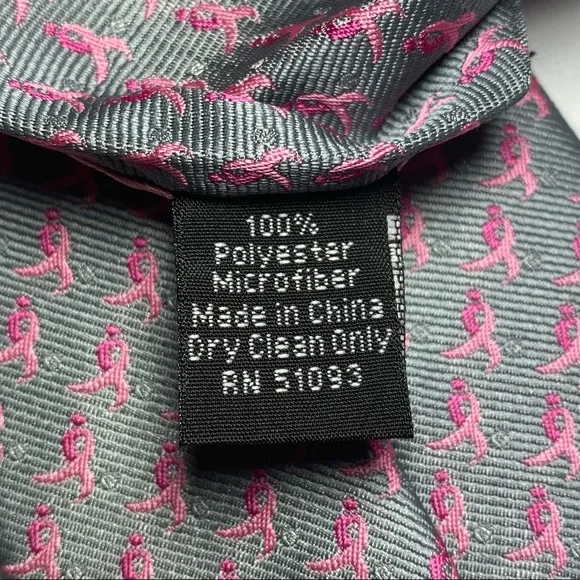 100%
Polyester
Microfiber
Made in China
Dry Clean Only
RN 51093